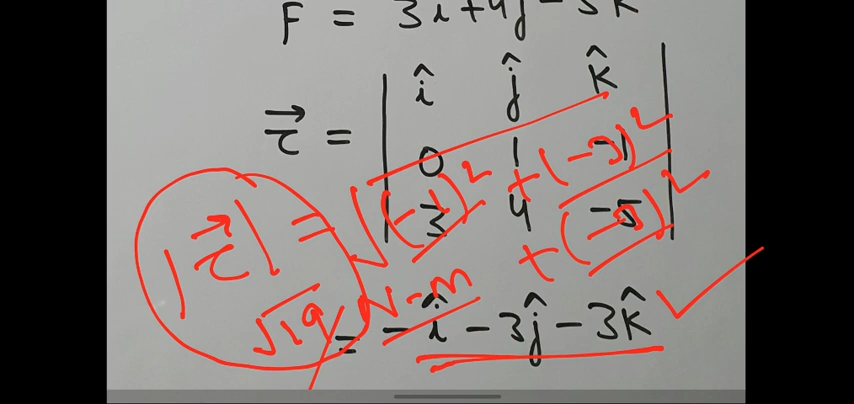 F = 3i+4j-5k
î ĵ k̂
τ⃗ = 0 1 -1
3 4 -5
|τ⃗| = √(-1)² + (-3)² + (-3)²
√19 N-m
= -î - 3ĵ - 3k̂